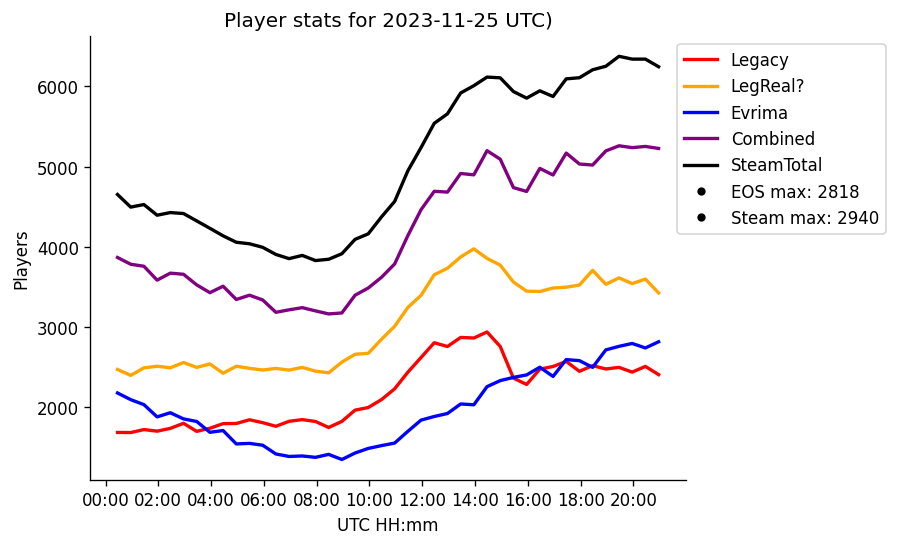 Player stats for 2023-11-25 UTC)
Players
6000
5000
4000
3000
2000
00:00 02:00 04:00 06:00 08:00 10:00 12:00 14:00 16:00 18:00 20:00
UTC HH:mm
Legacy
LegReal?
Evrima
Combined
SteamTotal
EOS max: 2818
Steam max: 2940